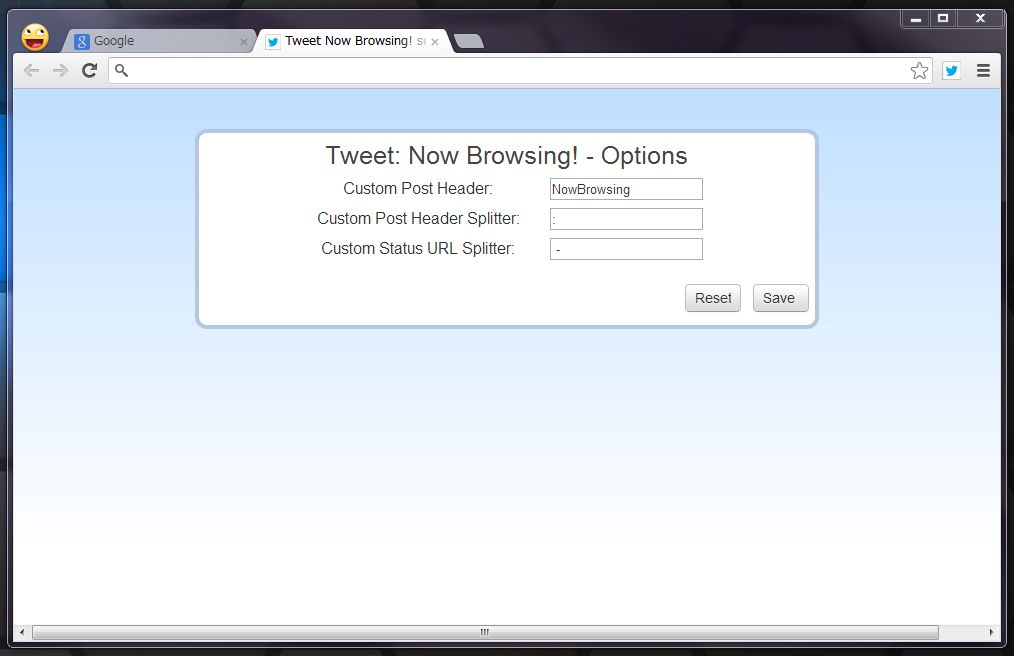 Google
Tweet Now Browsing!
Tweet: Now Browsing! - Options
Custom Post Header: NowBrowsing
Custom Post Header Splitter: :
Custom Status URL Splitter: -
Reset Save